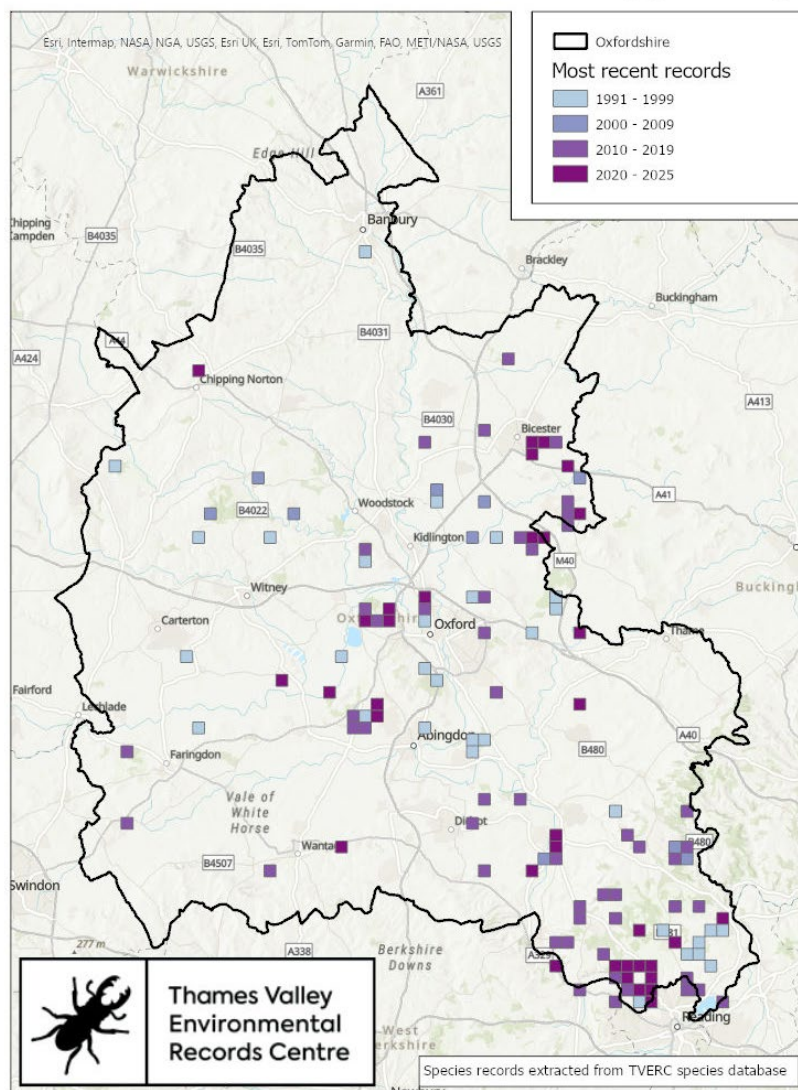 Esri, Intermap, NASA, NGA, USGS, Esri UK, Esri, TomTom, Garmin, FAO, METI/NASA, USGS
Oxfordshire
Most recent records
1991 - 1999
2000 - 2009
2010 - 2019
2020 - 2025
Warwickshire
A361
Edge Hill
Banbury
Chipping
Campden
B4035
B4035
Brackley
Buckingham
B4031
A44
A424
Chipping Norton
A413
B4030
Bicester
A41
Woodstock
B4022
Kidlington
M40
Witney
Carterton
Oxford
Thame
Fairford
Lechlade
Abingdon
A40
B480
Faringdon
Vale of
White
Horse
Didcot
Wanta
B480
B4507
Swindon
277 m
A338
Berkshire
Downs
A329
Reading
West
Thames Valley
Environmental
Records Centre
Species records extracted from TVERC species database